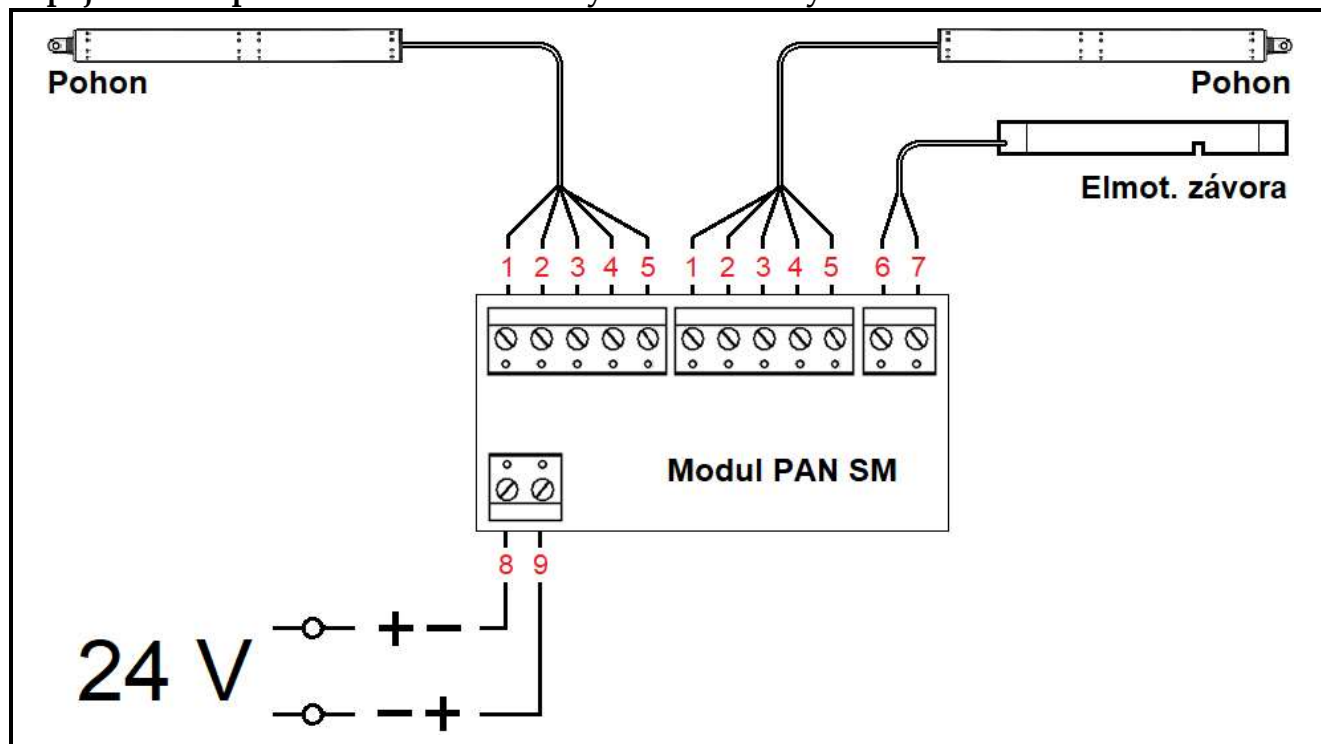 Pohon
Pohon
Elmot. závora
1 2 3 4 5 1 2 3 4 5 6 7
Modul PAN SM
8 9
24 V
+ −
− +